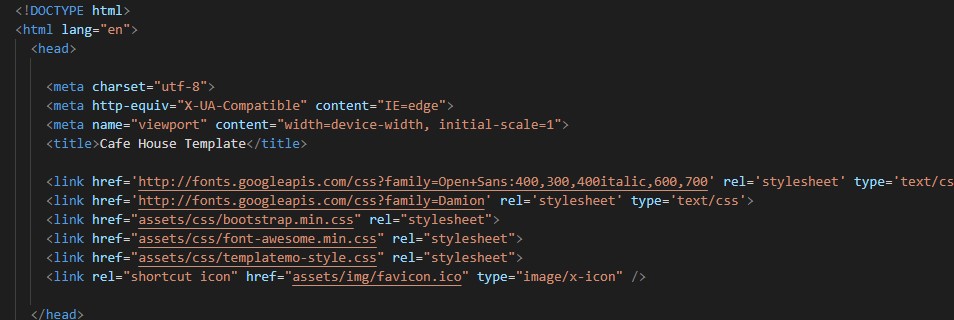 <!DOCTYPE html>
<html lang="en">
<head>
<meta charset="utf-8">
<meta http-equiv="X-UA-Compatible" content="IE=edge">
<meta name="viewport" content="width=device-width, initial-scale=1">
<title>Cafe House Template</title>
<link href='http://fonts.googleapis.com/css?family=Open+Sans:400,300,400italic,600,700' rel='stylesheet' type='text/cs
<link href='http://fonts.googleapis.com/css?family=Damion' rel='stylesheet' type='text/css'>
<link href="assets/css/bootstrap.min.css" rel="stylesheet">
<link href="assets/css/font-awesome.min.css" rel="stylesheet">
<link href="assets/css/templatemo-style.css" rel="stylesheet">
<link rel="shortcut icon" href="assets/img/favicon.ico" type="image/x-icon" />
</head>